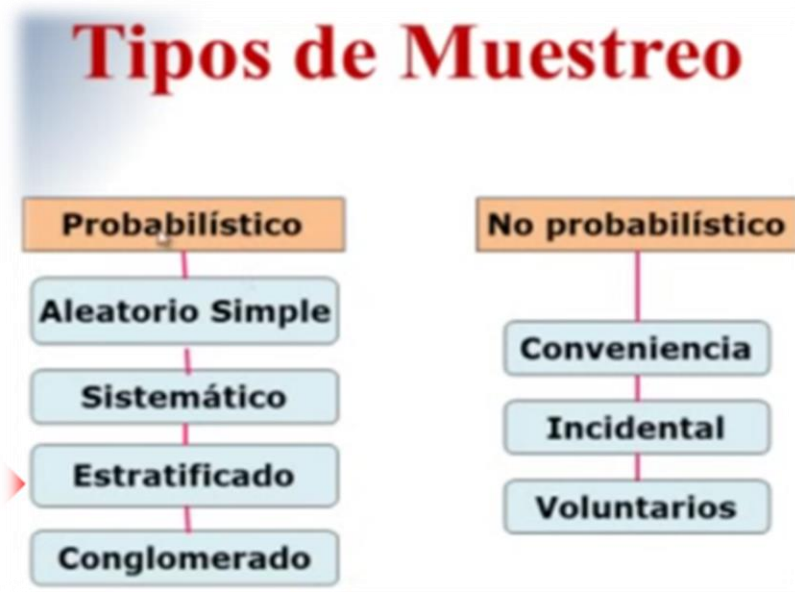 Tipos de Muestreo
Probabilístico
Aleatorio Simple
Sistemático
Estratificado
Conglomerado
No probabilístico
Conveniencia
Incidental
Voluntarios